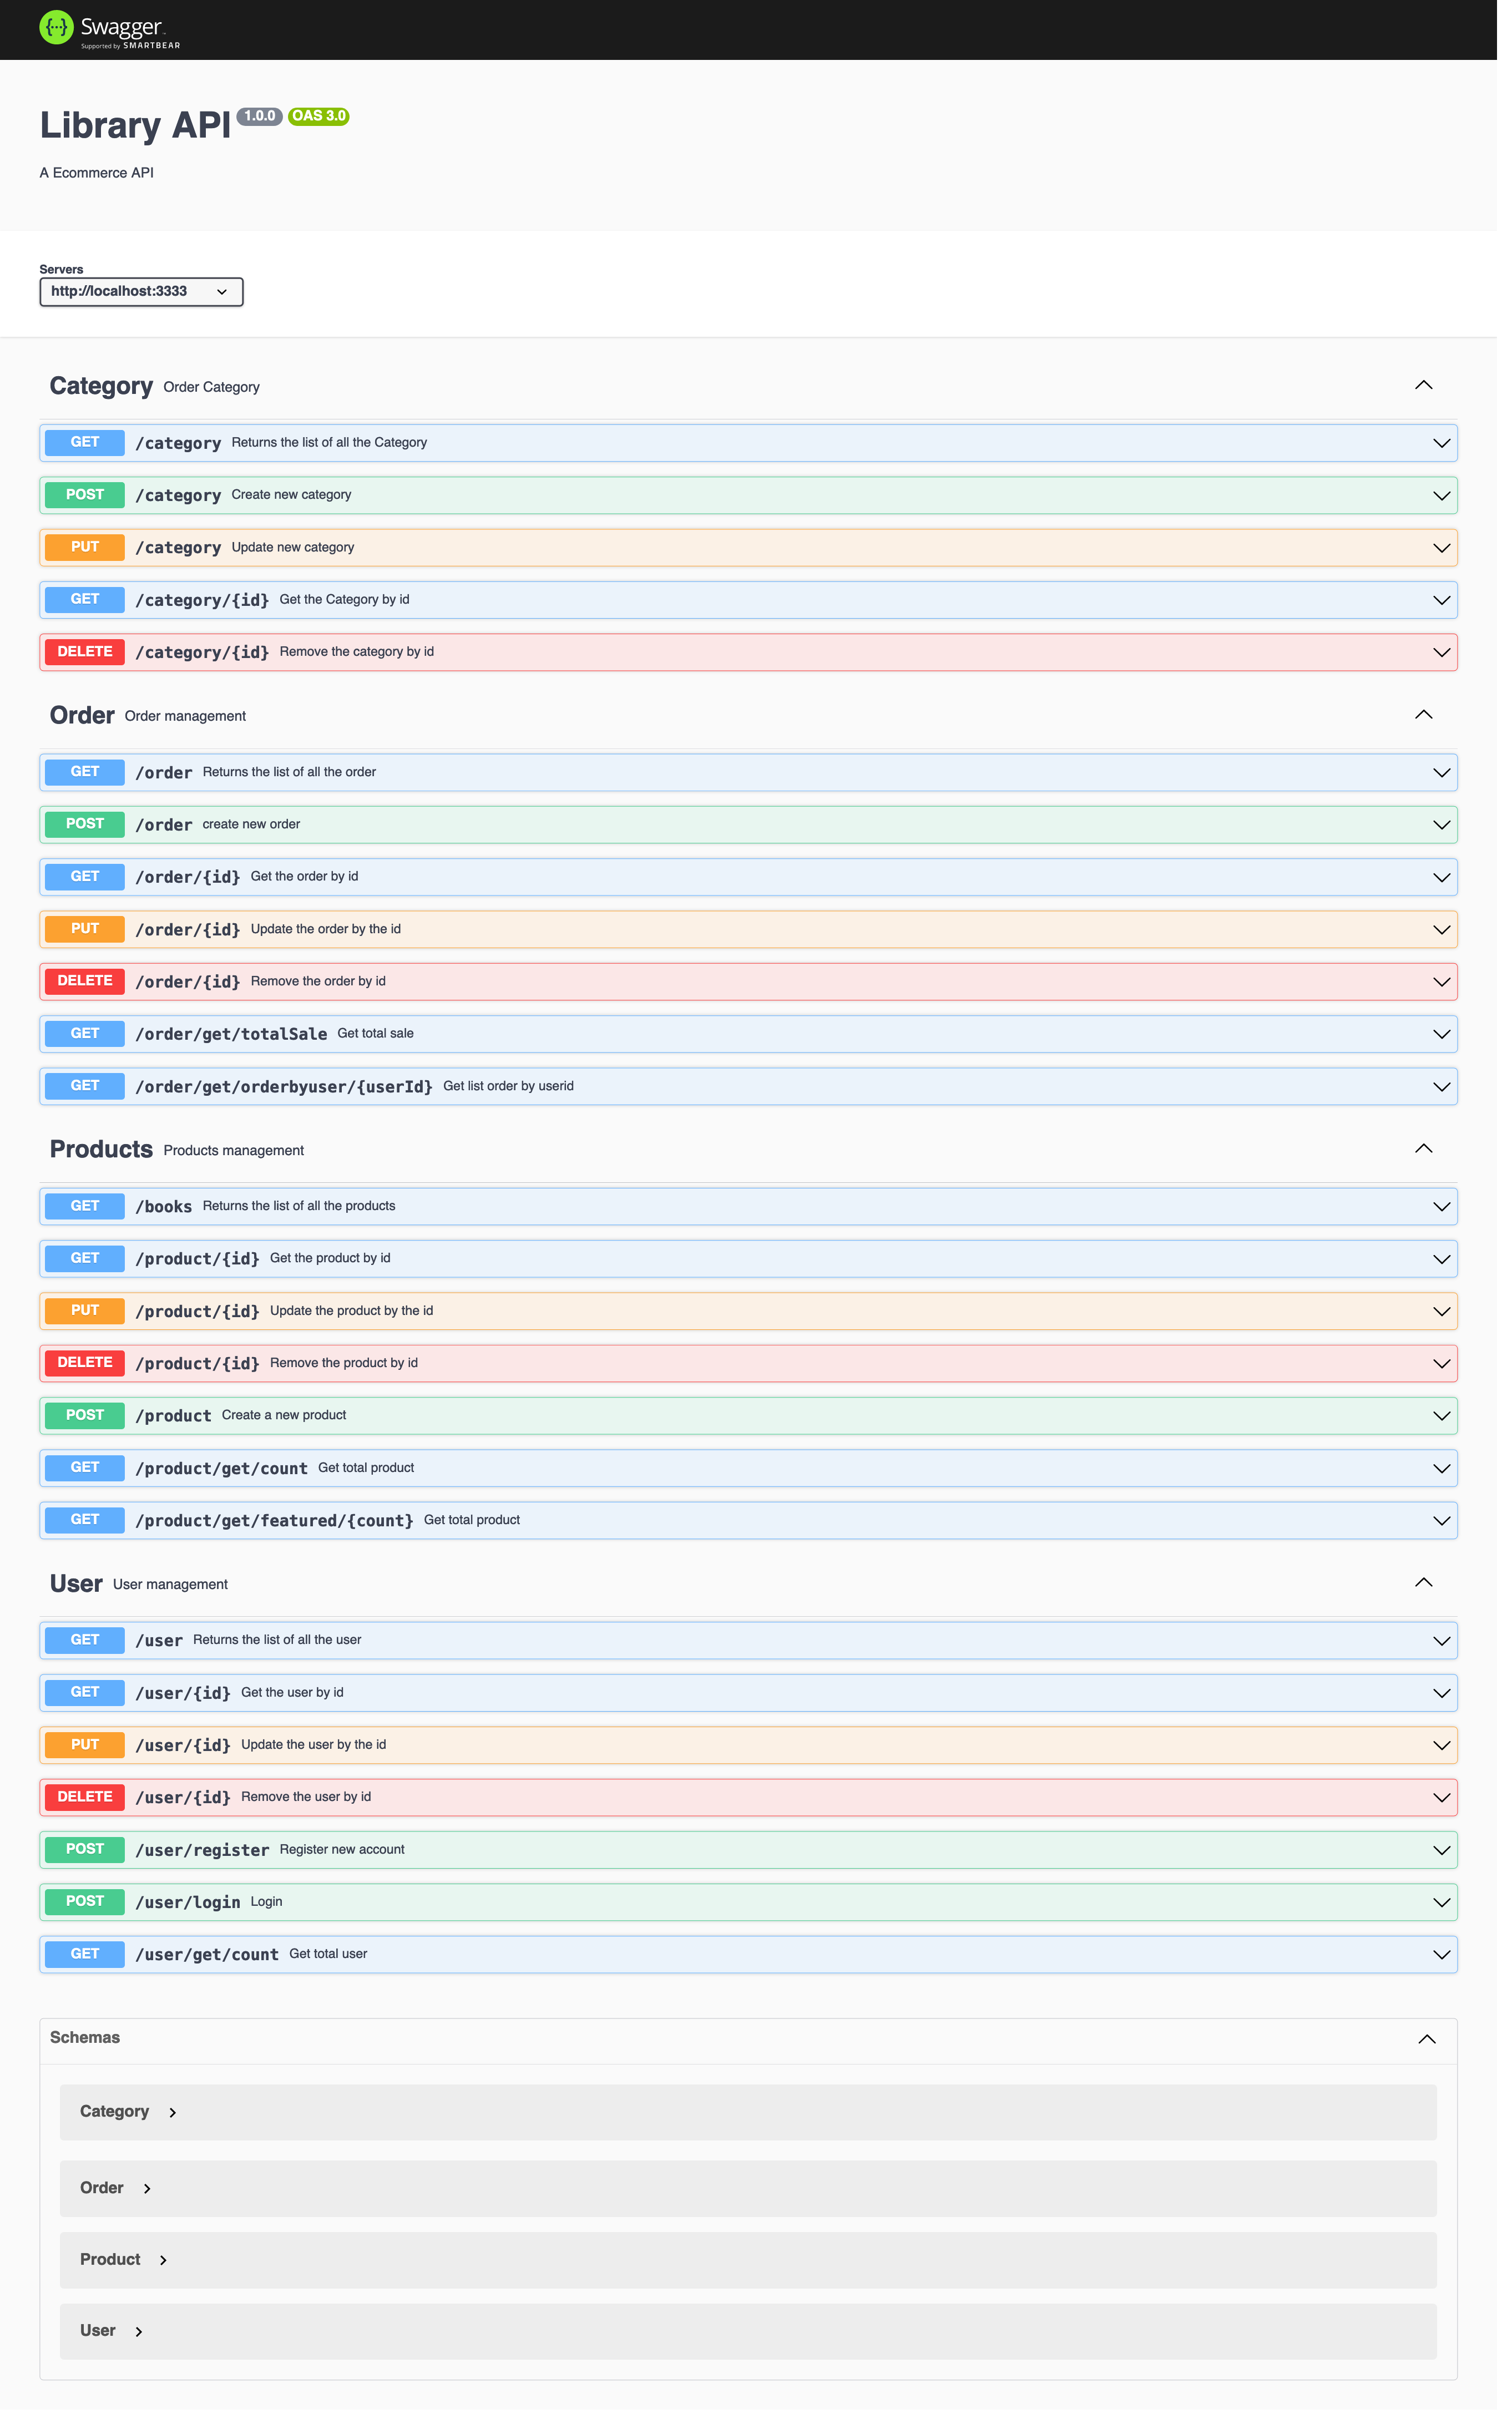 Swagger
Supported by SMARTBEAR
Library API 1.0.0 OAS 3.0
A Ecommerce API
Servers
http://localhost:3333
Category Order Category
GET /category Returns the list of all the Category
POST /category Create new category
PUT /category Update new category
GET /category/{id} Get the Category by id
DELETE /category/{id} Remove the category by id
Order Order management
GET /order Returns the list of all the order
POST /order create new order
GET /order/{id} Get the order by id
PUT /order/{id} Update the order by the id
DELETE /order/{id} Remove the order by id
GET /order/get/totalSale Get total sale
GET /order/get/orderbyuser/{userId} Get list order by userid
Products Products management
GET /books Returns the list of all the products
GET /product/{id} Get the product by id
PUT /product/{id} Update the product by the id
DELETE /product/{id} Remove the product by id
POST /product Create a new product
GET /product/get/count Get total product
GET /product/get/featured/{count} Get total product
User User management
GET /user Returns the list of all the user
GET /user/{id} Get the user by id
PUT /user/{id} Update the user by the id
DELETE /user/{id} Remove the user by id
POST /user/register Register new account
POST /user/login Login
GET /user/get/count Get total user
Schemas
Category
Order
Product
User